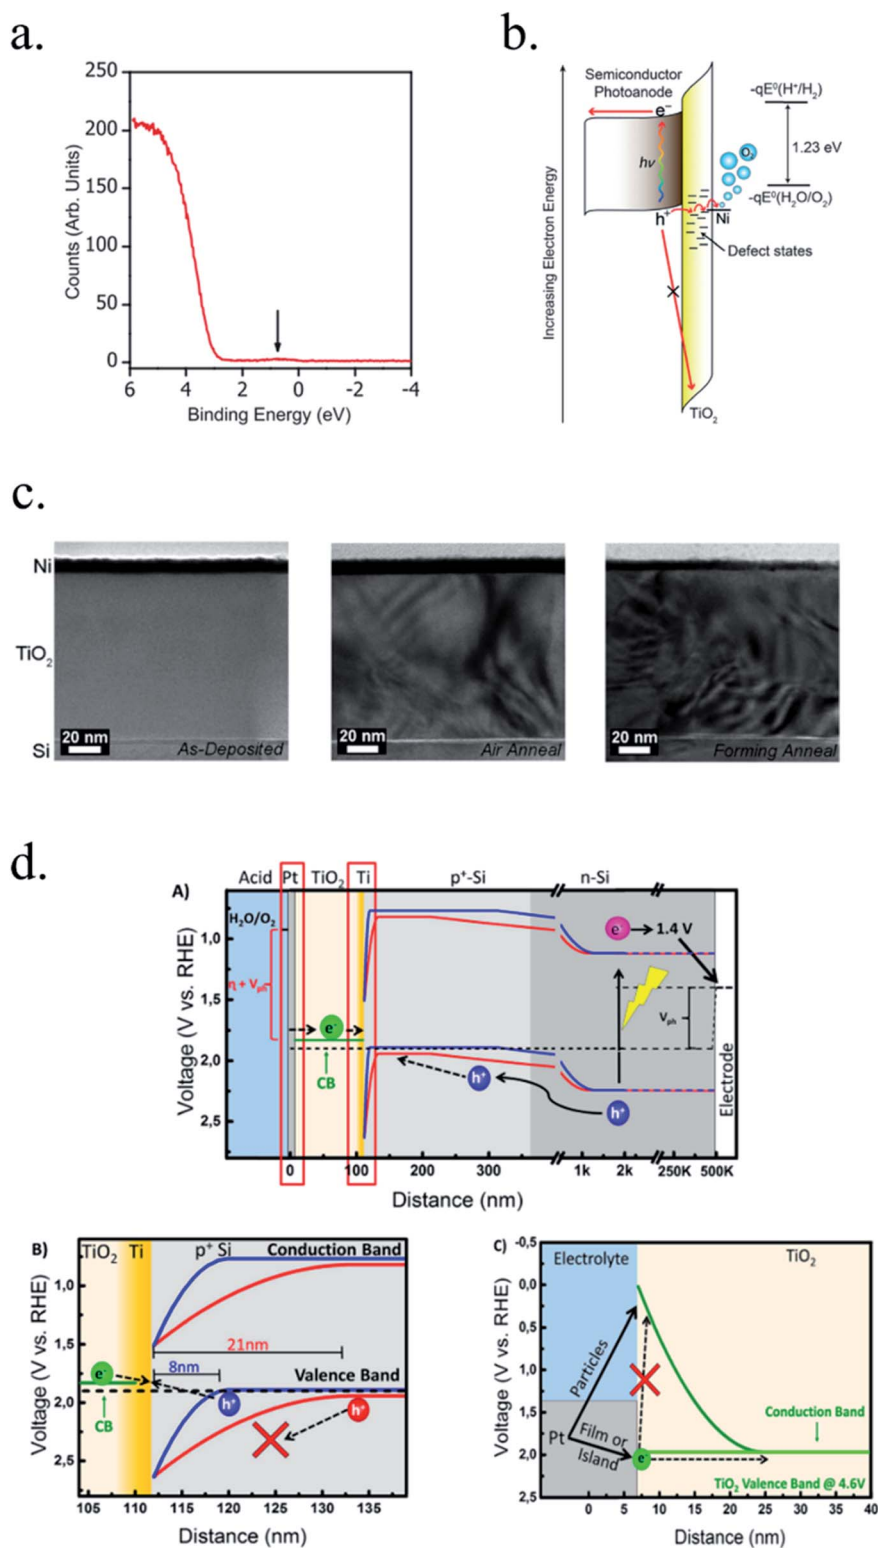 a.
250
200
150
100
50
0
6 4 2 0 -2 -4
Counts (Arb. Units)
Binding Energy (eV)
b.
Increasing Electron Energy
Semiconductor
Photoanode
e⁻
hν
h⁺
O₂
Ni
Defect states
TiO₂
-qE⁰(H⁺/H₂)
1.23 eV
-qE⁰(H₂O/O₂)
c.
Ni
TiO₂
Si
20 nm
As-Deposited
20 nm
Air Anneal
20 nm
Forming Anneal
d.
A)
Acid Pt TiO₂ Ti p⁺-Si n-Si
H₂O/O₂
η + Vph
e⁻
CB
h⁺
h⁺
e⁻
1.4 V
Vph
Electrode
Voltage (V vs. RHE)
1,0
1,5
2,0
2,5
0 100 200 300 1k 2k 250K 500K
Distance (nm)
B)
TiO₂ Ti p⁺ Si
Conduction Band
21nm
8nm
Valence Band
e⁻
CB
h⁺
h⁺
Voltage (V vs. RHE)
1,0
1,5
2,0
2,5
105 110 115 120 125 130 135
Distance (nm)
C)
Electrolyte
TiO₂
Particles
Pt
Film or
Island
e⁻
Conduction Band
TiO₂ Valence Band @ 4.6V
Voltage (V vs. RHE)
-0,5
0,0
0,5
1,0
1,5
2,0
2,5
0 5 10 15 20 25 30 35 40
Distance (nm)